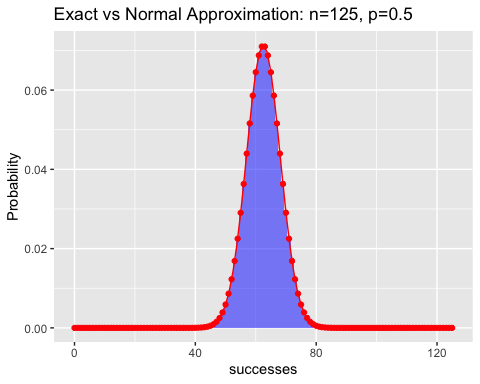 Exact vs Normal Approximation: n=125, p=0.5
Probability
0.06
0.04
0.02
0.00
0 40 80 120
successes